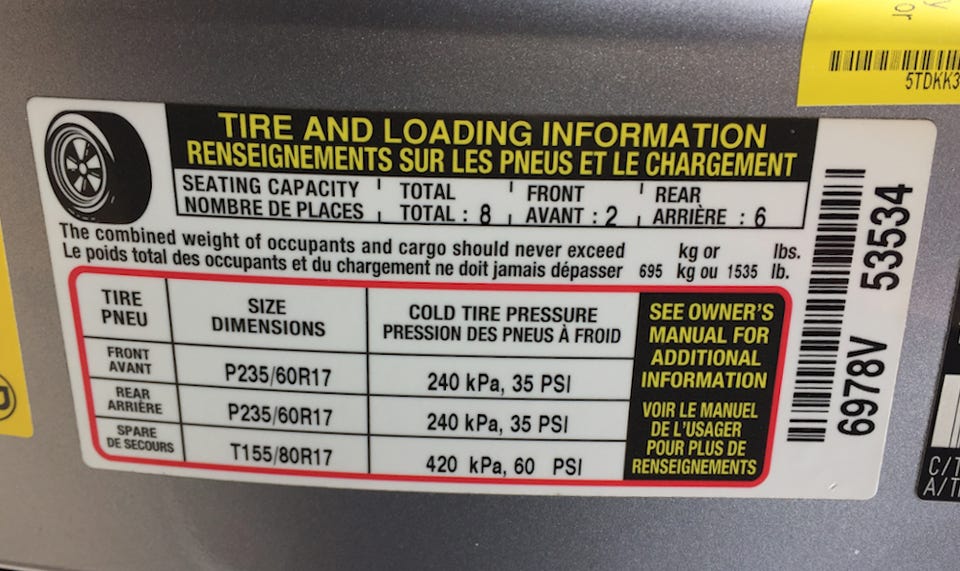 5TDKK3
TIRE AND LOADING INFORMATION
RENSEIGNEMENTS SUR LES PNEUS ET LE CHARGEMENT
SEATING CAPACITY TOTAL FRONT REAR
NOMBRE DE PLACES TOTAL : 8 AVANT : 2 ARRIÈRE : 6
The combined weight of occupants and cargo should never exceed kg or lbs.
Le poids total des occupants et du chargement ne doit jamais dépasser 695 kg ou 1535 lb.
TIRE
PNEU
SIZE
DIMENSIONS
COLD TIRE PRESSURE
PRESSION DES PNEUS À FROID
FRONT
AVANT
P235/60R17
240 kPa, 35 PSI
REAR
ARRIÈRE
P235/60R17
240 kPa, 35 PSI
SPARE
DE SECOURS
T155/80R17
420 kPa, 60 PSI
SEE OWNER'S
MANUAL FOR
ADDITIONAL
INFORMATION
VOIR LE MANUEL
DE L'USAGER
POUR PLUS DE
RENSEIGNEMENTS
6978V 53534
C/T
A/T